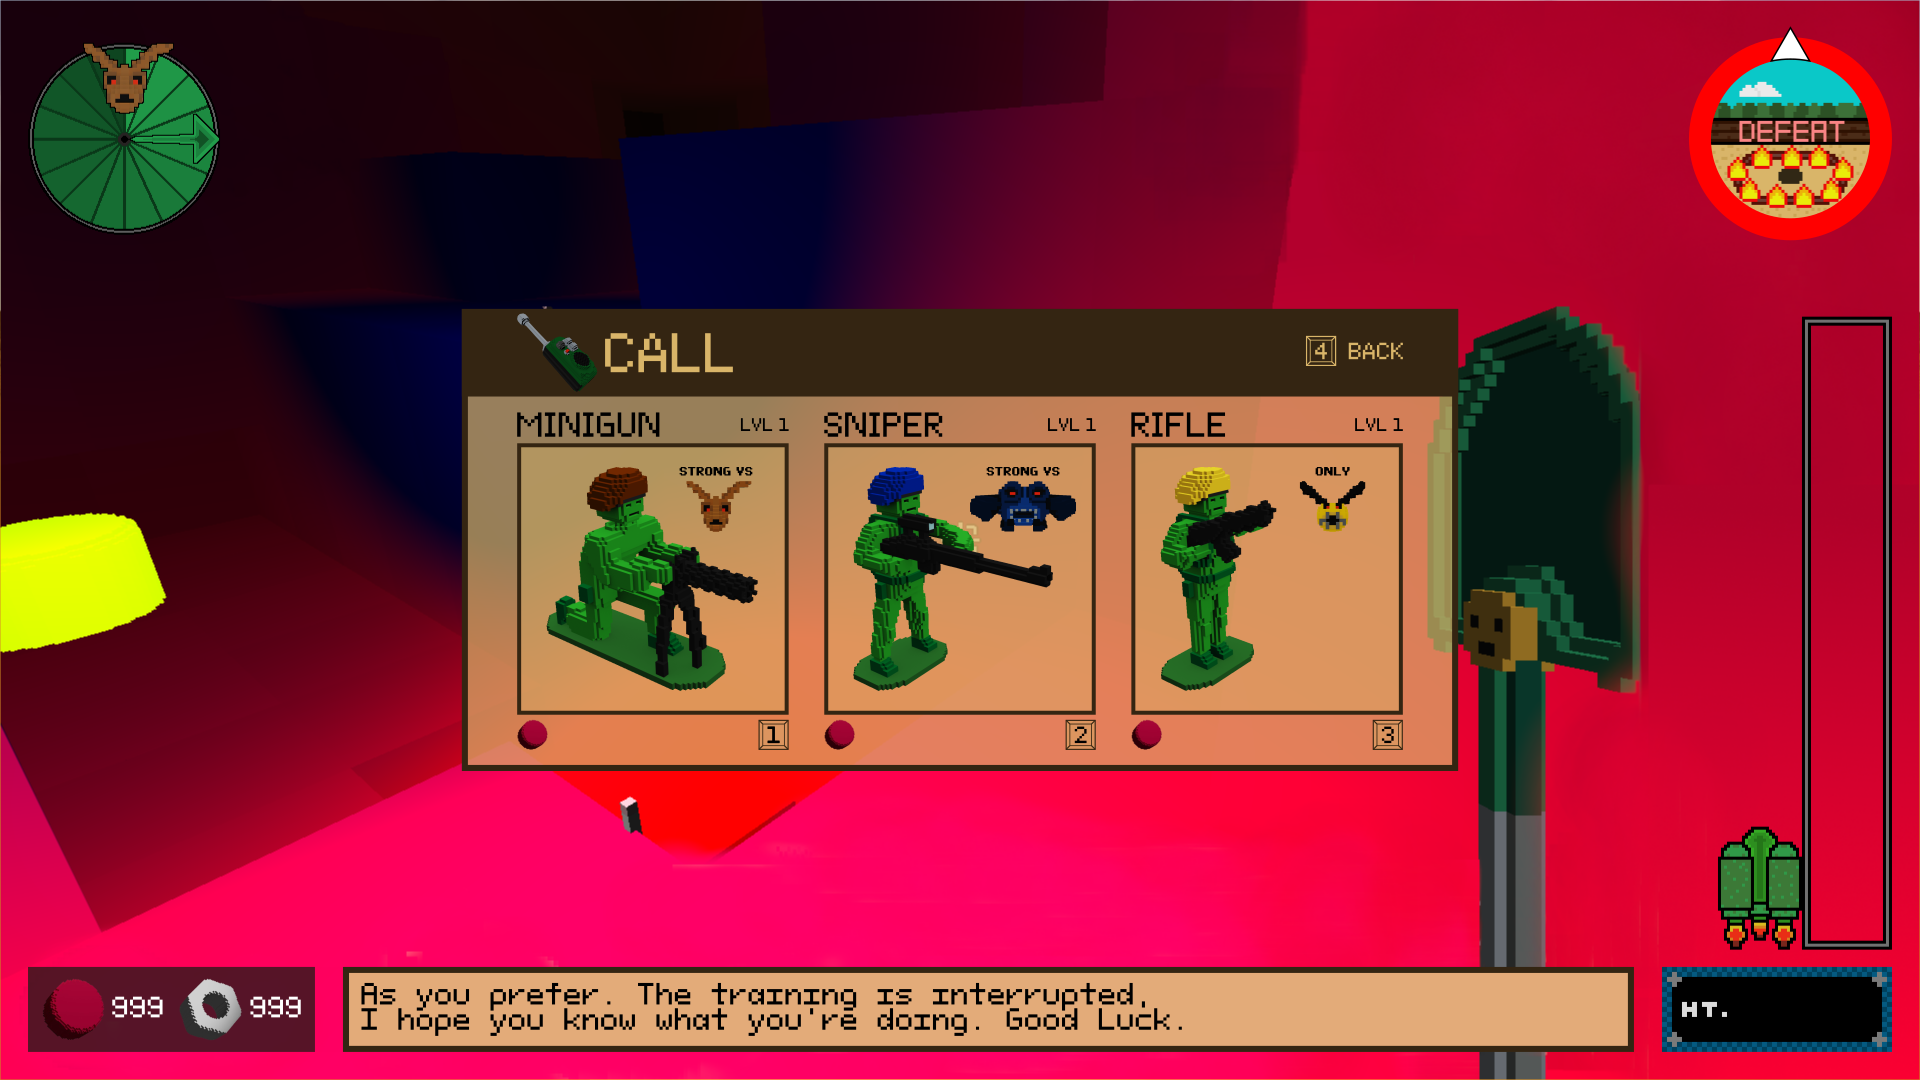 DEFEAT
CALL
4 BACK
MINIGUN LVL 1
SNIPER LVL 1
RIFLE LVL 1
STRONG VS
STRONG VS
ONLY
1
2
3
999 999
As you prefer. The training is interrupted,
I hope you know what you're doing. Good Luck.
HT.